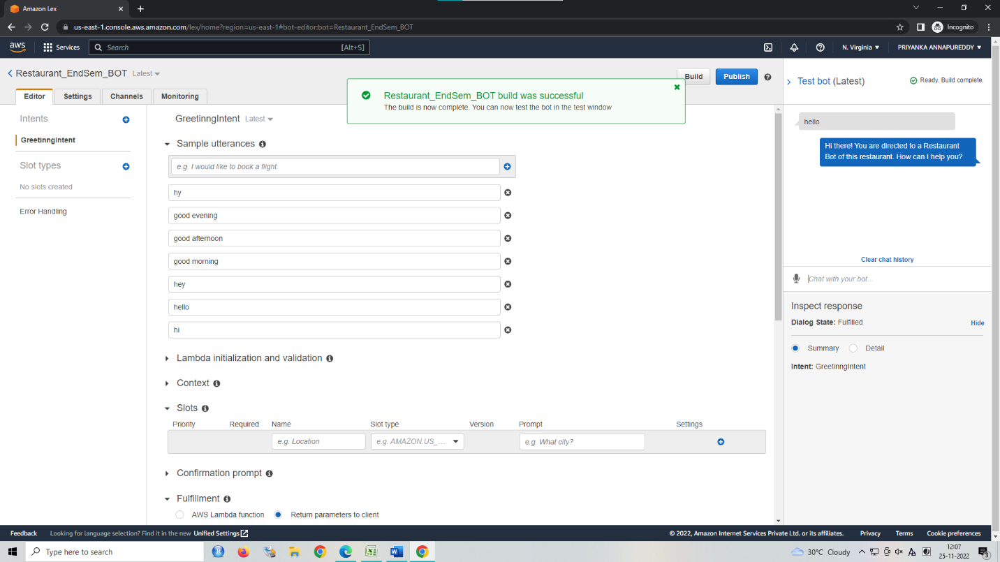 Amazon Lex
us-east-1.console.aws.amazon.com/lex/home?region=us-east-1#bot-editor:bot=Restaurant_EndSem_BOT
Incognito
aws
Services
Search
[Alt+S]
N. Virginia
PRIYANKA ANNAPUREDDY
Restaurant_EndSem_BOT Latest
Build
Publish
Editor
Settings
Channels
Monitoring
Restaurant_EndSem_BOT build was successful
The build is now complete. You can now test the bot in the test window
Test bot (Latest)
Ready. Build complete.
Intents
GreetinngIntent
Slot types
No slots created
Error Handling
GreetinngIntent Latest
Sample utterances
e.g. I would like to book a flight.
hy
good evening
good afternoon
good morning
hey
hello
hi
Lambda initialization and validation
Context
Slots
Priority Required Name Slot type Version Prompt Settings
e.g. Location e.g. AMAZON.US_... e.g. What city?
Confirmation prompt
Fulfillment
AWS Lambda function Return parameters to client
hello
Hi there! You are directed to a Restaurant
Bot of this restaurant. How can I help you?
Clear chat history
Chat with your bot...
Inspect response
Dialog State: Fulfilled
Hide
Summary Detail
Intent: GreetinngIntent
Feedback Looking for language selection? Find it in the new Unified Settings
© 2022, Amazon Internet Services Private Ltd. or its affiliates. Privacy Terms Cookie preferences
Type here to search
30°C Cloudy
12:07
25-11-2022
3